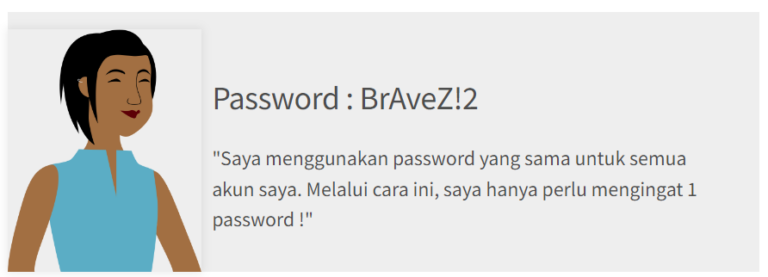 Password : BrAveZ!2
"Saya menggunakan password yang sama untuk semua
akun saya. Melalui cara ini, saya hanya perlu mengingat 1
password !"